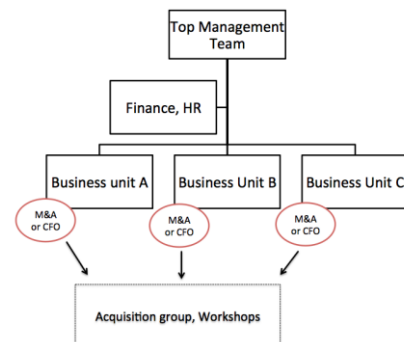 Top Management
Team
Finance, HR
Business unit A
Business Unit B
Business Unit C
M&A
or CFO
M&A
or CFO
M&A
or CFO
Acquisition group, Workshops